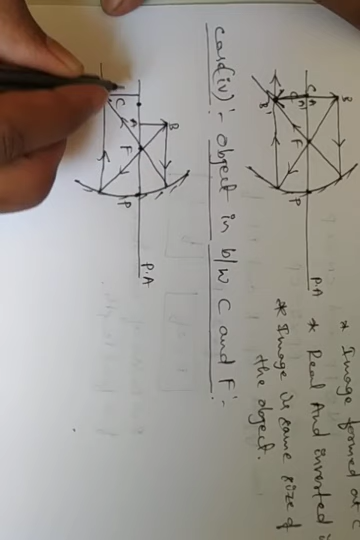 * Image formed at C
* Real And inverted i
* Image is same size of
the object.
B
C
A
C'
A'
B'
F
P
P.A
case(iv):- object in b/w C and F:-
B
A
C
F
P
P.A